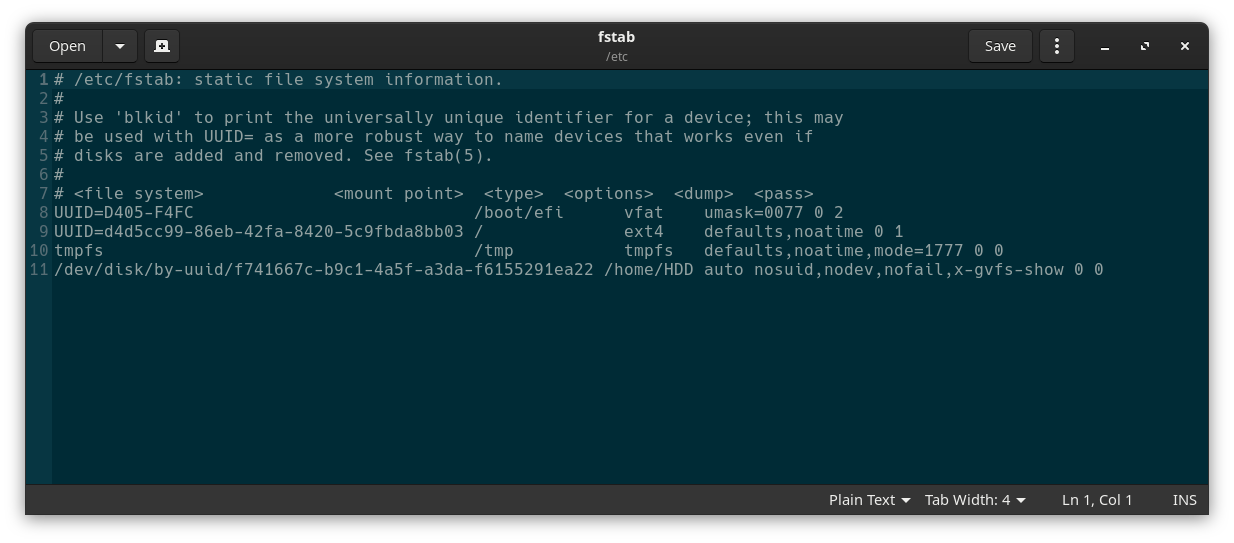 Open
fstab
/etc
Save
1 # /etc/fstab: static file system information.
2 #
3 # Use 'blkid' to print the universally unique identifier for a device; this may
4 # be used with UUID= as a more robust way to name devices that works even if
5 # disks are added and removed. See fstab(5).
6 #
7 # <file system>             <mount point>  <type>  <options>  <dump>  <pass>
8 UUID=D405-F4FC                            /boot/efi      vfat    umask=0077 0 2
9 UUID=d4d5cc99-86eb-42fa-8420-5c9fbda8bb03 /              ext4    defaults,noatime 0 1
10 tmpfs                                     /tmp           tmpfs   defaults,noatime,mode=1777 0 0
11 /dev/disk/by-uuid/f741667c-b9c1-4a5f-a3da-f6155291ea22 /home/HDD auto nosuid,nodev,nofail,x-gvfs-show 0 0
Plain Text Tab Width: 4 Ln 1, Col 1 INS